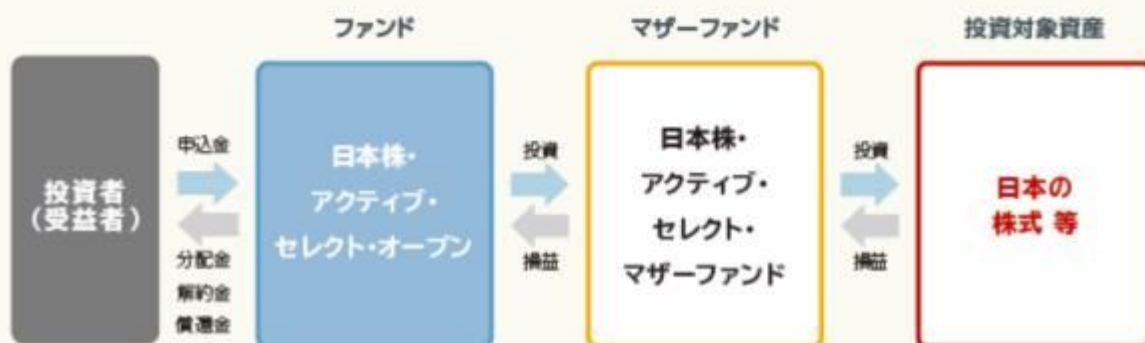 ファンド
マザーファンド
投資対象資産
投資者
(受益者)
申込金
分配金
解約金
償還金
日本株・
アクティブ・
セレクト・オープン
投資
損益
日本株・
アクティブ・
セレクト・
マザーファンド
投資
損益
日本の
株式 等